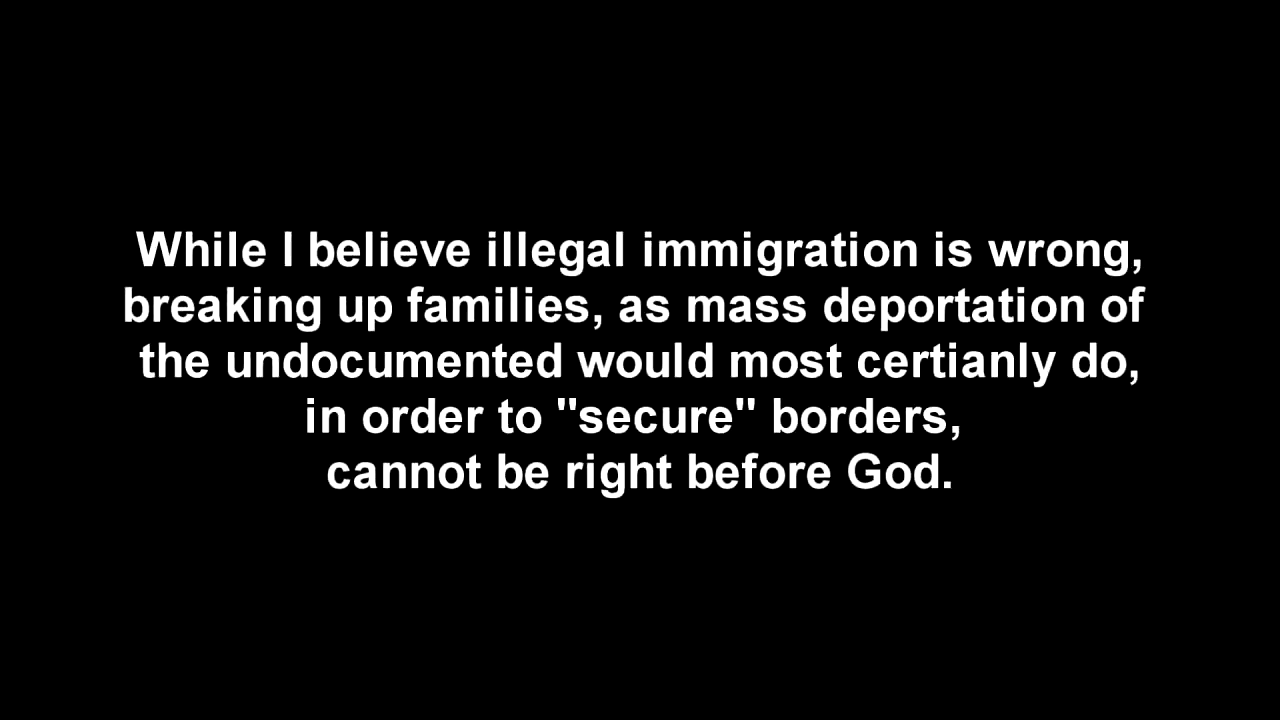 While I believe illegal immigration is wrong,
breaking up families, as mass deportation of
the undocumented would most certianly do,
in order to "secure" borders,
cannot be right before God.